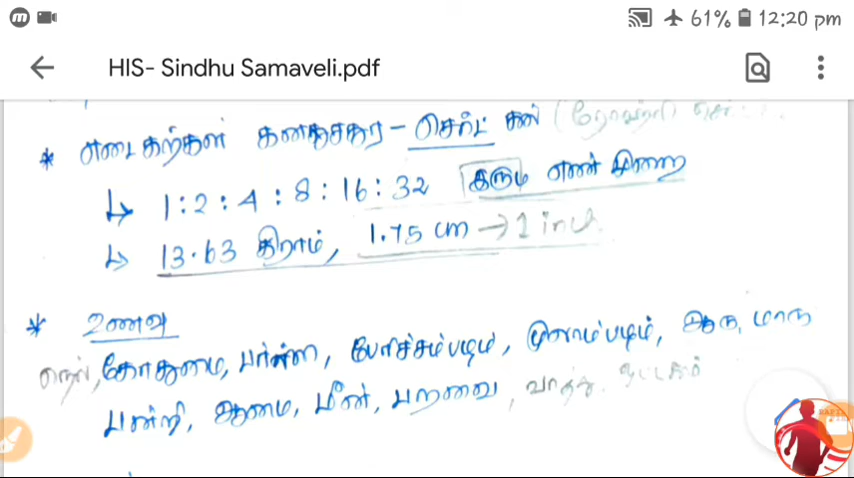 61% 12:20 pm
HIS- Sindhu Samaveli.pdf
* எடைகற்கள் கனசதுர - செர்ட் கல்
↳ 1:2:4:8:16:32 இரும எண் முறை
↳ 13.63 கிராம், 1.75 cm → 1 inch
* உணவு
நெல், கோதுமை, பார்லி, பேரிச்சம்பழம், முலாம்பழம், ஆடு, மாடு
பன்றி, ஆமை, மீன், பறவை, வாத்து